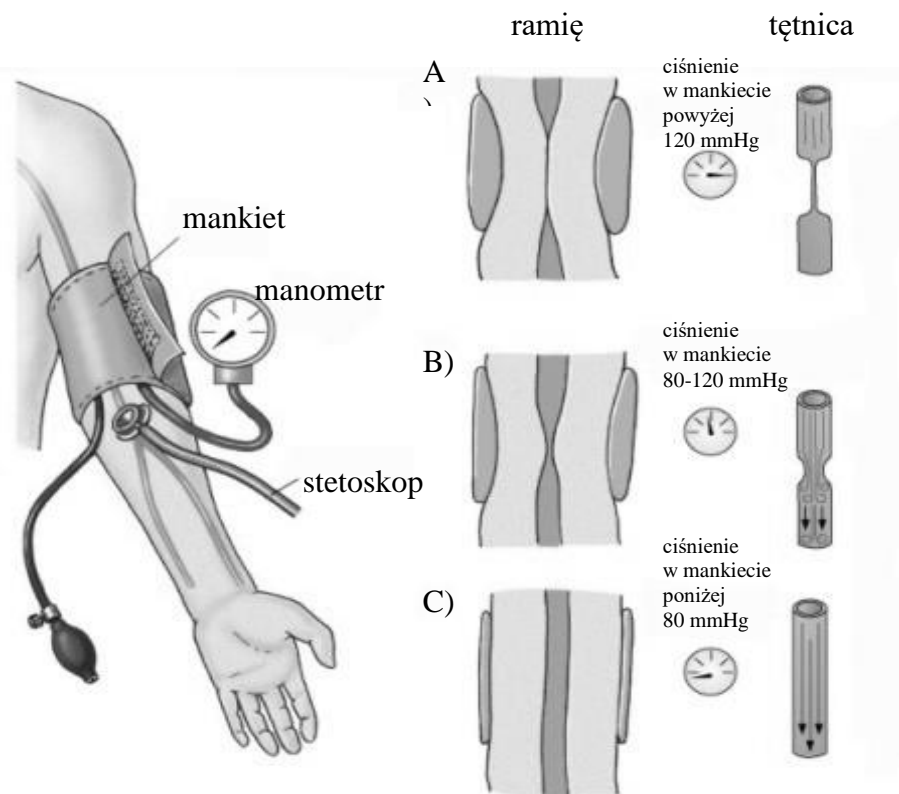 ramię
tętnica
A
)
ciśnienie
w mankiecie
powyżej
120 mmHg
mankiet
manometr
B)
ciśnienie
w mankiecie
80-120 mmHg
stetoskop
C)
ciśnienie
w mankiecie
poniżej
80 mmHg